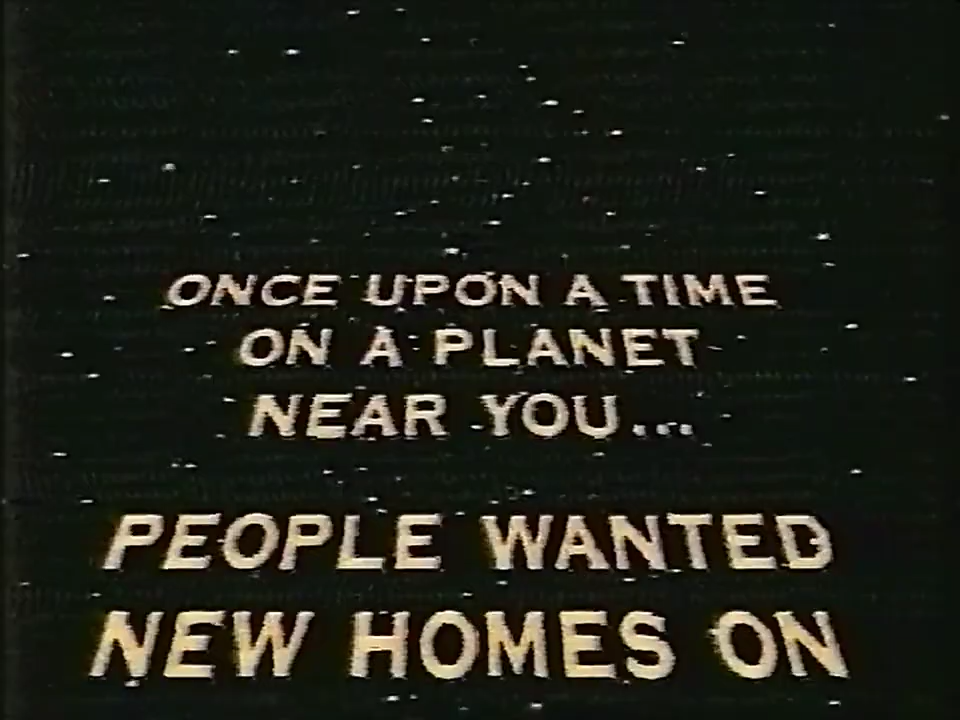 ONCE UPON A TIME
ON A PLANET
NEAR YOU...
PEOPLE WANTED
NEW HOMES ON